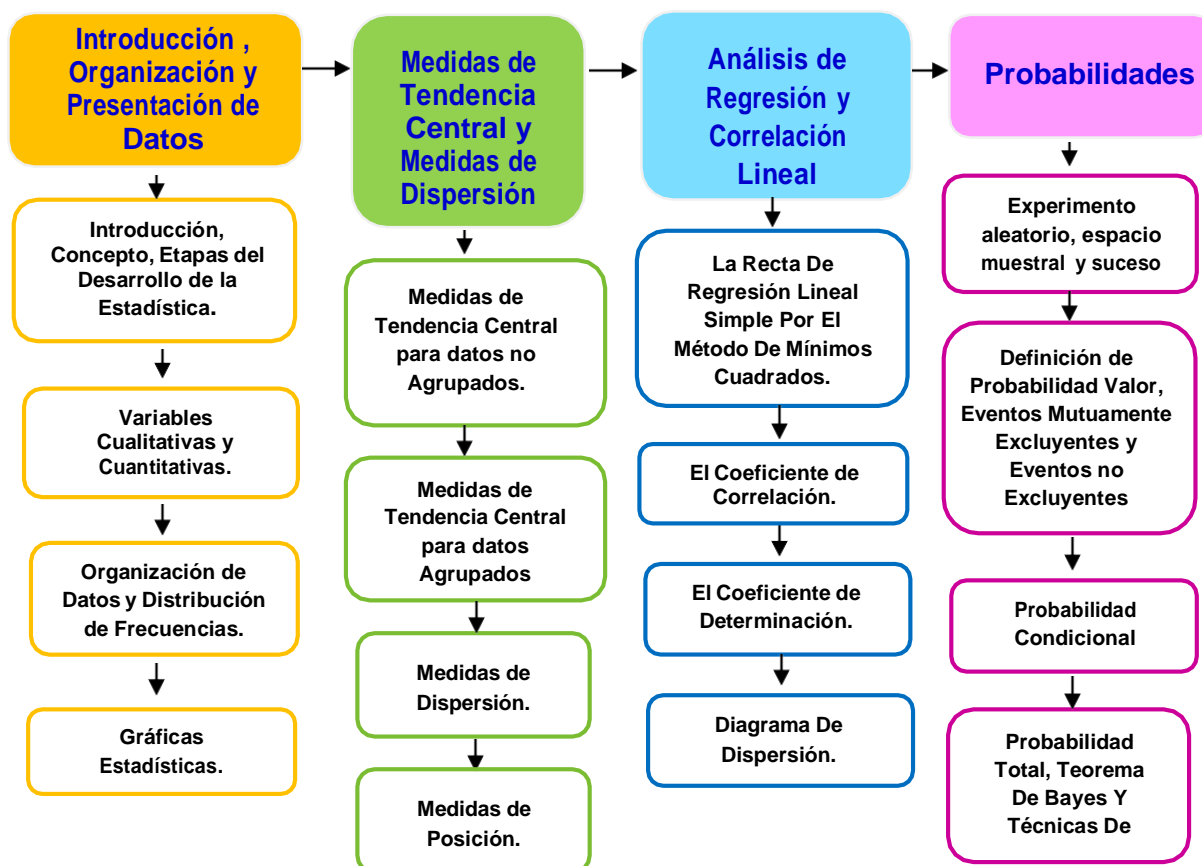 Introducción ,
Organización y
Presentación de
Datos
Introducción,
Concepto, Etapas del
Desarrollo de la
Estadística.
Variables
Cualitativas y
Cuantitativas.
Organización de
Datos y Distribución
de Frecuencias.
Gráficas
Estadísticas.
Medidas de
Tendencia
Central y
Medidas de
Dispersión
Medidas de
Tendencia Central
para datos no
Agrupados.
Medidas de
Tendencia Central
para datos
Agrupados
Medidas de
Dispersión.
Medidas de
Posición.
Análisis de
Regresión y
Correlación
Lineal
La Recta De
Regresión Lineal
Simple Por El
Método De Mínimos
Cuadrados.
El Coeficiente de
Correlación.
El Coeficiente de
Determinación.
Diagrama De
Dispersión.
Probabilidades
Experimento
aleatorio, espacio
muestral y suceso
Definición de
Probabilidad Valor,
Eventos Mutuamente
Excluyentes y
Eventos no
Excluyentes
Probabilidad
Condicional
Probabilidad
Total, Teorema
De Bayes Y
Técnicas De